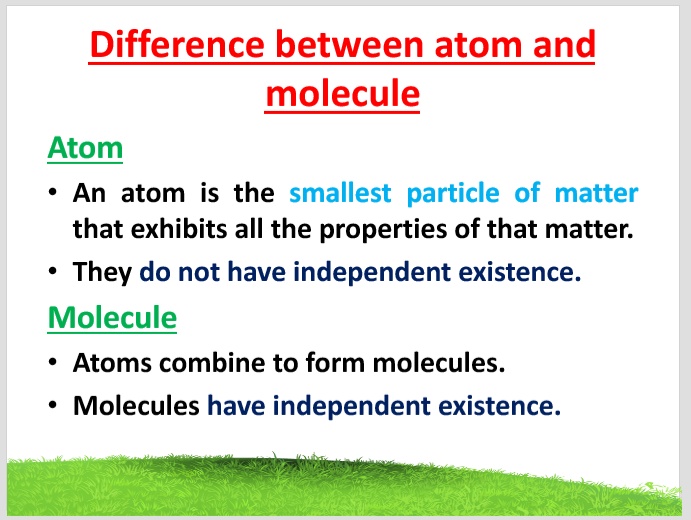 Difference between atom and
molecule
Atom
• An atom is the smallest particle of matter
that exhibits all the properties of that matter.
• They do not have independent existence.
Molecule
• Atoms combine to form molecules.
• Molecules have independent existence.